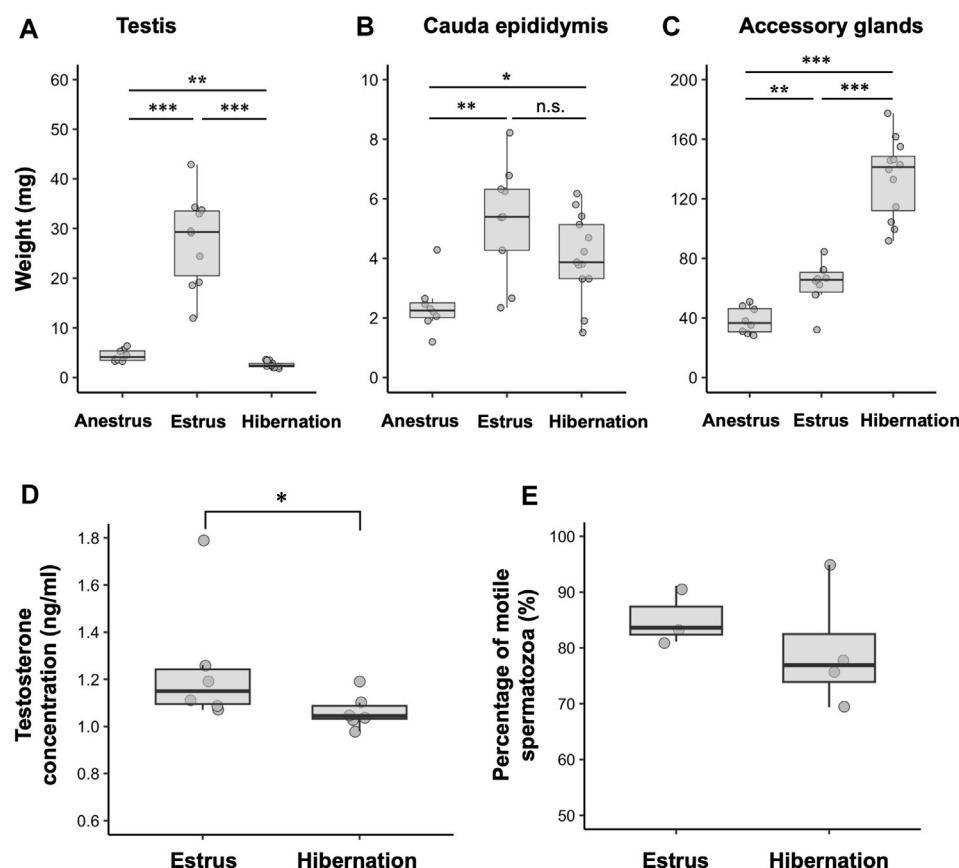 A Testis
B Cauda epididymis
C Accessory glands
Weight (mg)
60
50
40
30
20
10
0
**
***
***
Anestrus Estrus Hibernation
10
8
6
4
2
0
*
**
n.s.
Anestrus Estrus Hibernation
200
160
120
80
40
0
***
**
***
Anestrus Estrus Hibernation
D
Testosterone
concentration (ng/ml)
1.8
1.6
1.4
1.2
1.0
0.8
0.6
*
Estrus Hibernation
E
Percentage of motile
spermatozoa (%)
100
90
80
70
60
50
Estrus Hibernation